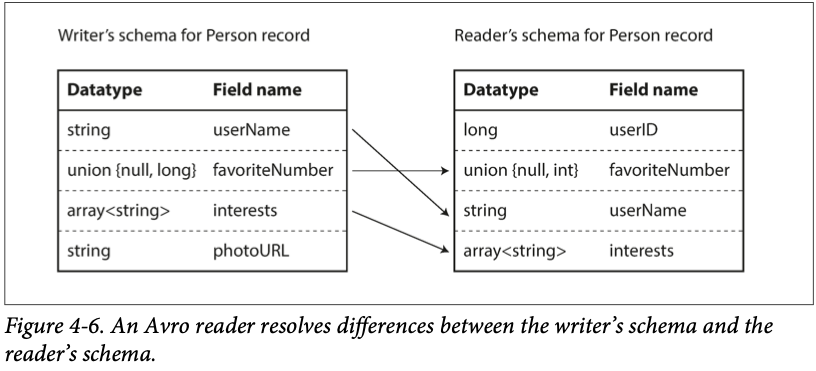 Writer’s schema for Person record
Reader’s schema for Person record
Datatype Field name
string userName
union {null, long} favoriteNumber
array<string> interests
string photoURL
Datatype Field name
long userID
union {null, int} favoriteNumber
string userName
array<string> interests
Figure 4-6. An Avro reader resolves differences between the writer’s schema and the
reader’s schema.